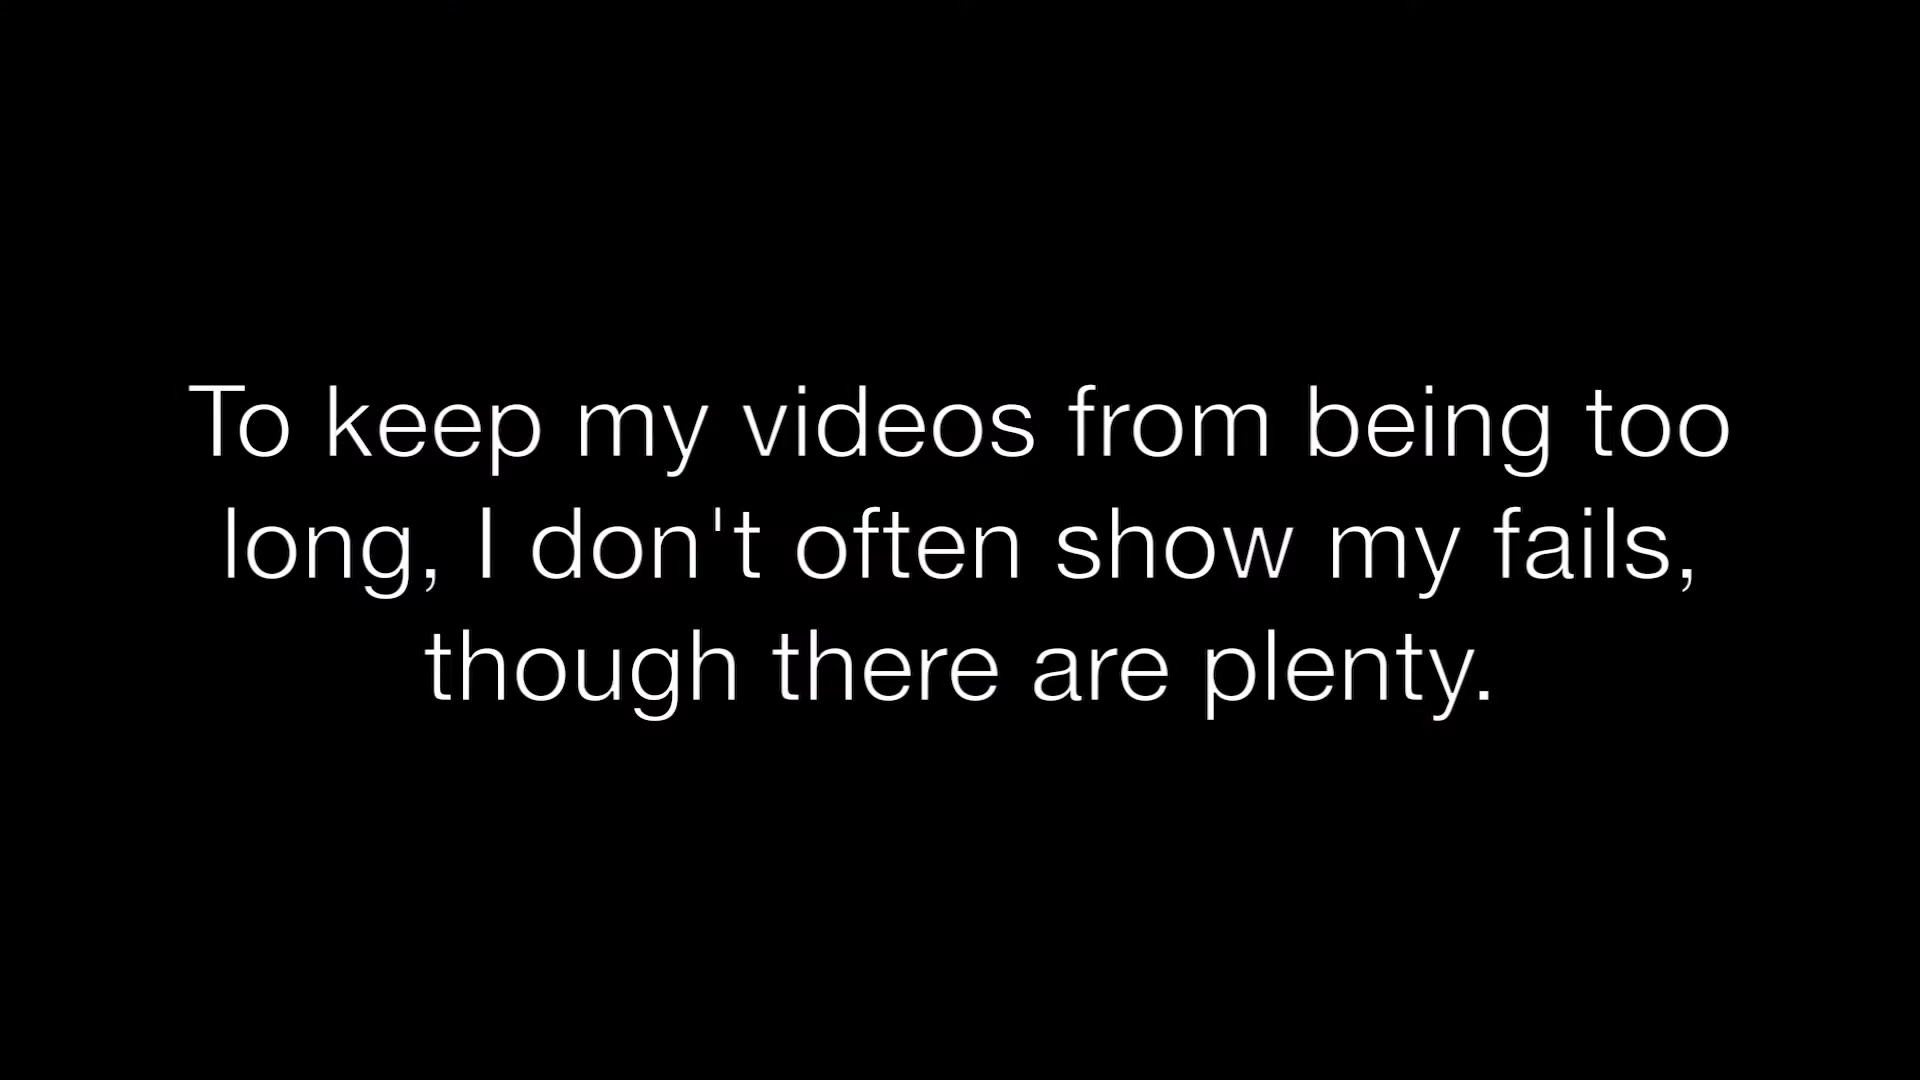 To keep my videos from being too
long, I don't often show my fails,
though there are plenty.